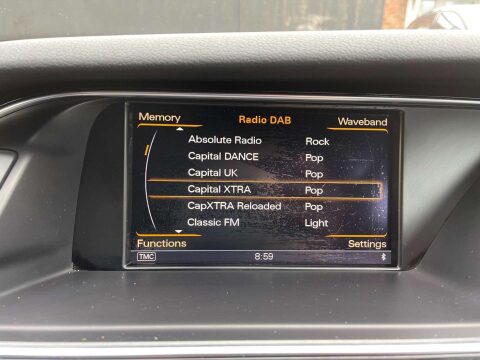 Memory Radio DAB Waveband
Absolute Radio Rock
Capital DANCE Pop
Capital UK Pop
Capital XTRA Pop
CapXTRA Reloaded Pop
Classic FM Light
Functions Settings
TMC 8:59